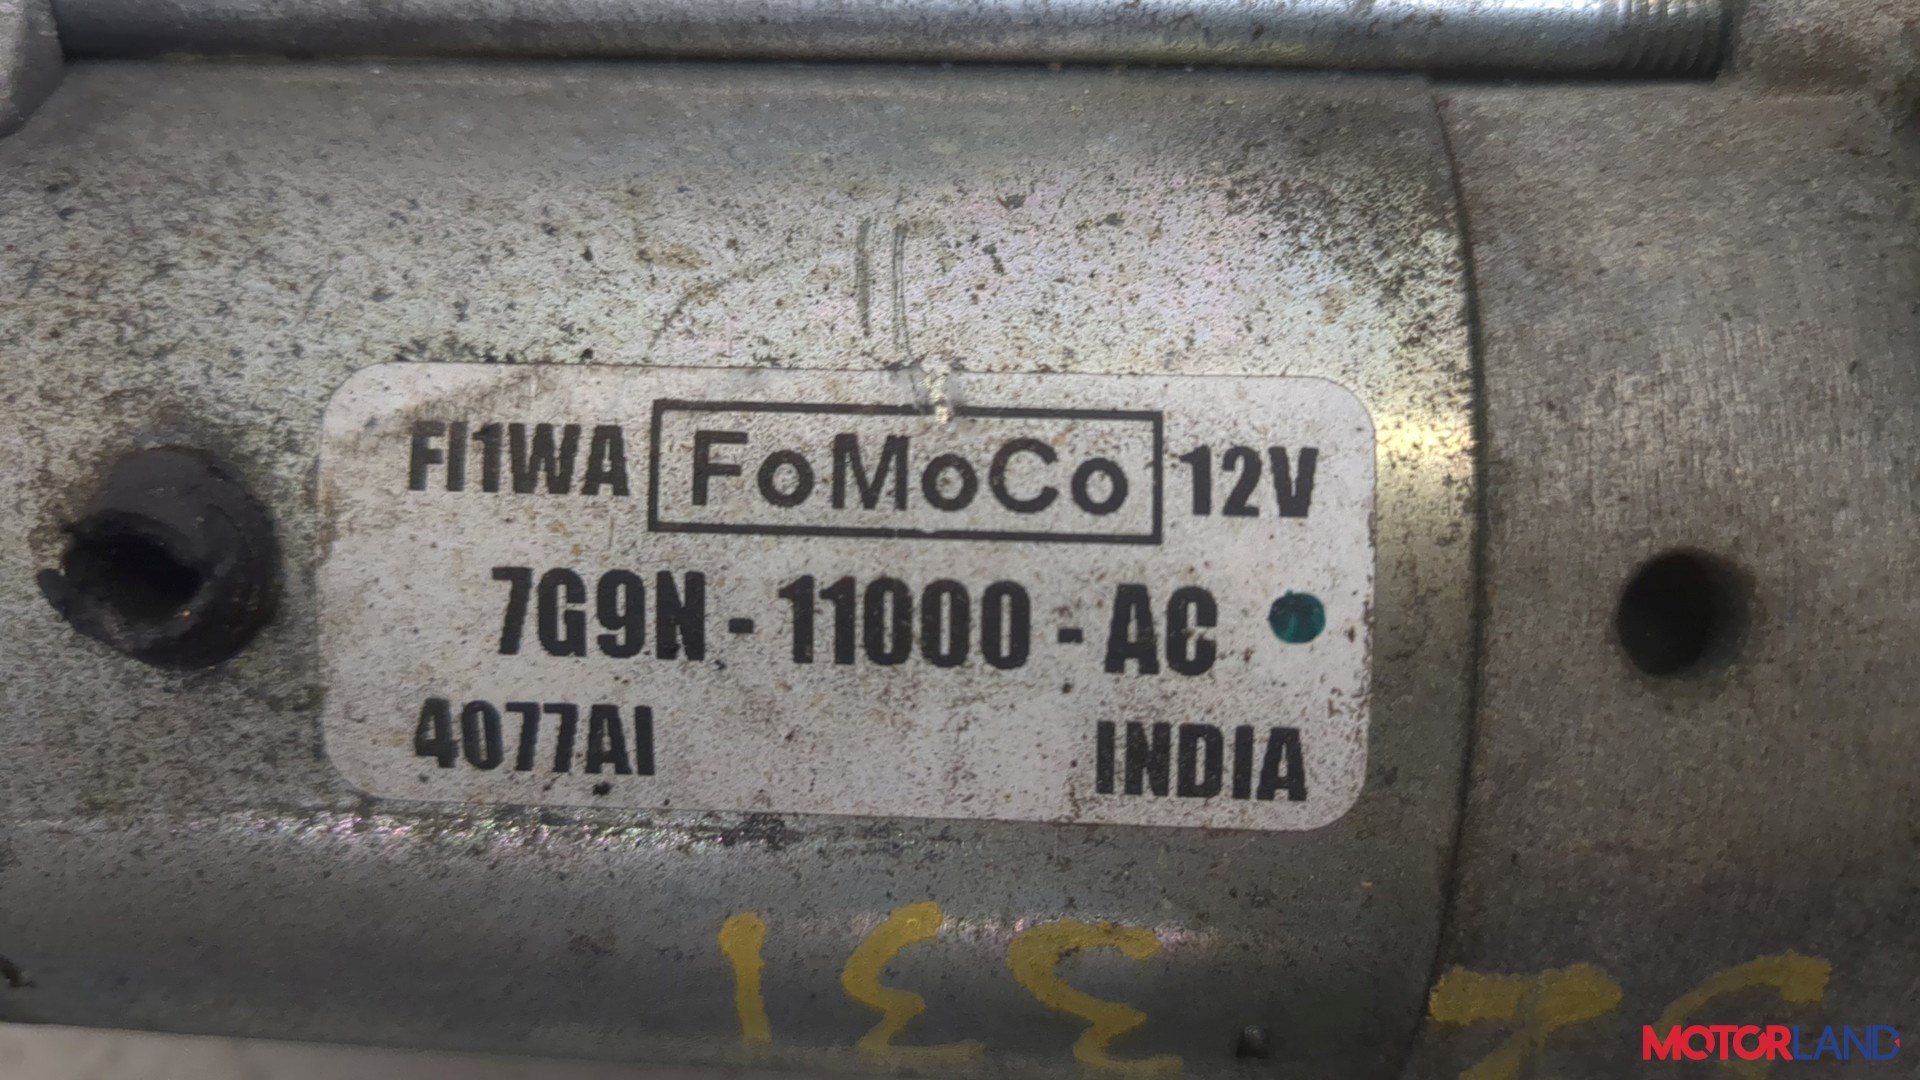 FI1WA FoMoCo 12V
7G9N - 11000 - AC
4077AI INDIA
MOTORLAND